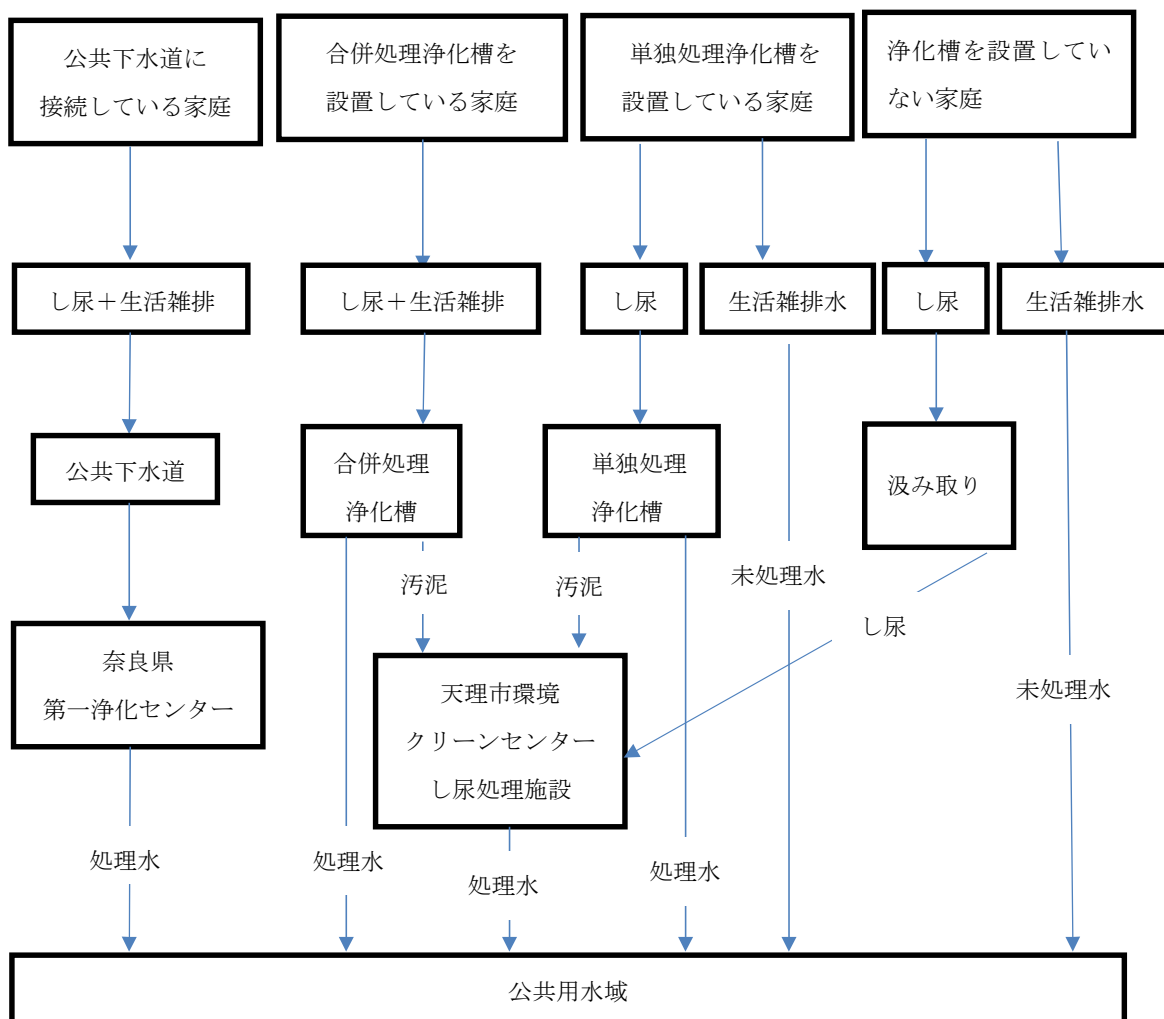 公共下水道に
接続している家庭
合併処理浄化槽を
設置している家庭
単独処理浄化槽を
設置している家庭
浄化槽を設置してい
ない家庭
し尿＋生活雑排
し尿＋生活雑排
し尿
生活雑排水
し尿
生活雑排水
公共下水道
合併処理
浄化槽
単独処理
浄化槽
汲み取り
汚泥
汚泥
未処理水
し尿
未処理水
奈良県
第一浄化センター
天理市環境
クリーンセンター
し尿処理施設
処理水
処理水
処理水
処理水
公共用水域